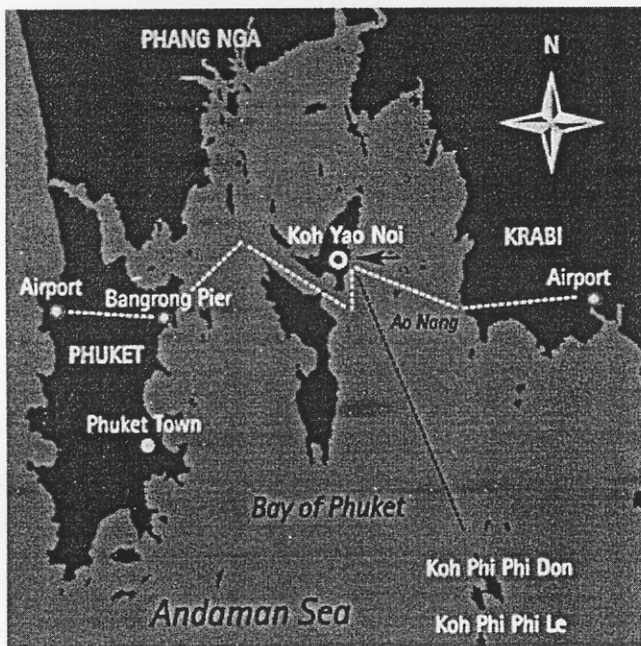 PHANG NGA
N
Koh Yao Noi
KRABI
Airport
Airport
Bangrong Pier
Ao Nang
PHUKET
Phuket Town
Bay of Phuket
Koh Phi Phi Don
Andaman Sea
Koh Phi Phi Le